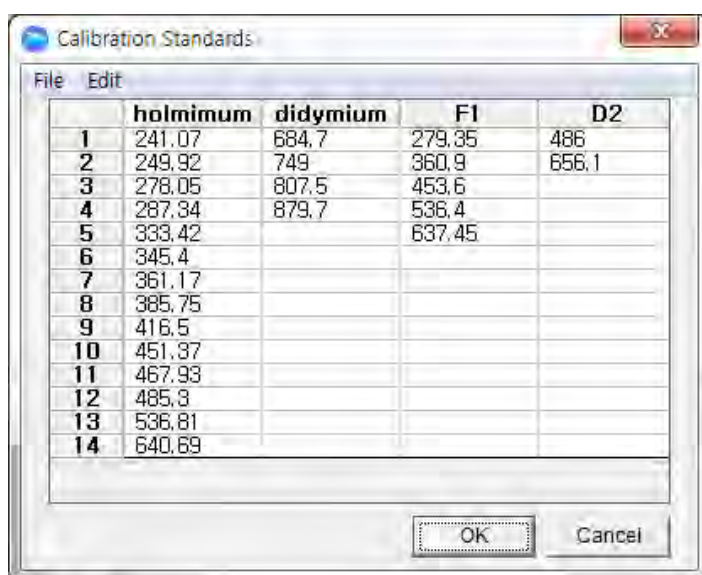 Calibration Standards
File Edit
holmimum didymium F1 D2
1 241.07 684.7 279.35 486
2 249.92 749 360.9 656.1
3 278.05 807.5 453.6
4 287.34 879.7 536.4
5 333.42 637.45
6 345.4
7 361.17
8 385.75
9 416.5
10 451.37
11 467.93
12 485.3
13 536.81
14 640.69
OK Cancel